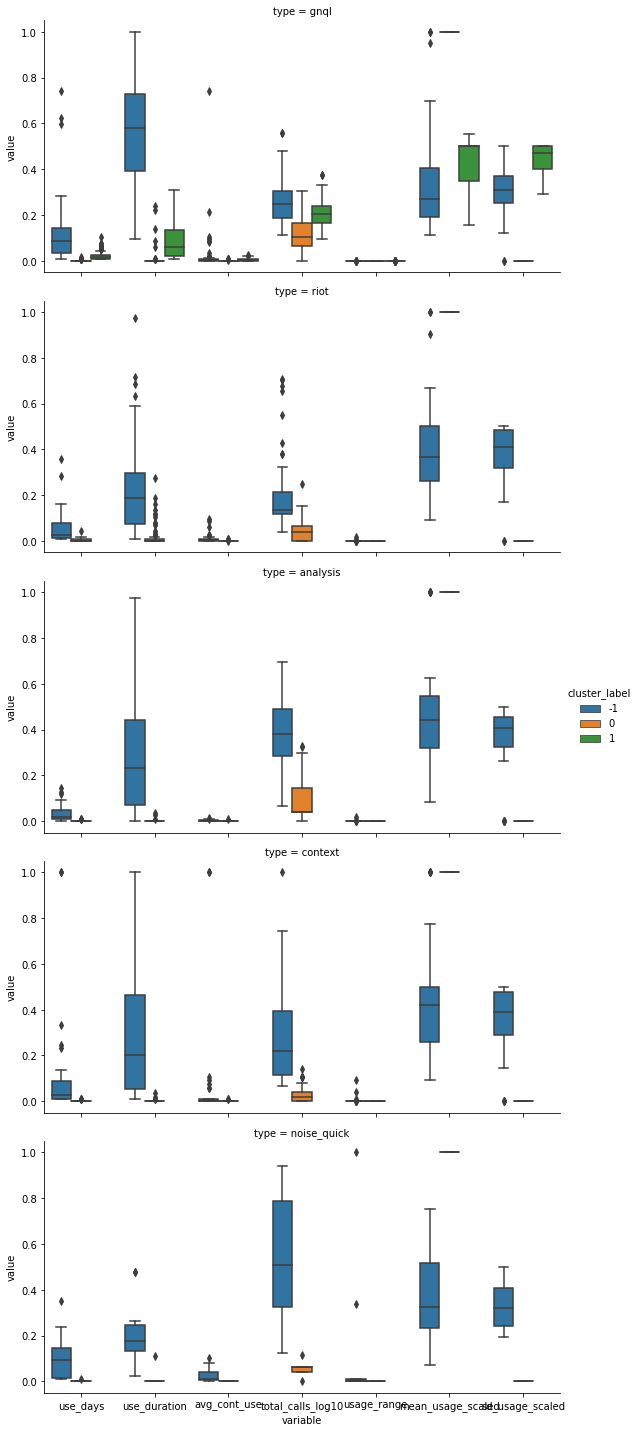 type = gnql
1.0
0.8
0.6
0.4
0.2
0.0
value
type = riot
1.0
0.8
0.6
0.4
0.2
0.0
value
type = analysis
1.0
0.8
0.6
0.4
0.2
0.0
value
cluster_label
-1
0
1
type = context
1.0
0.8
0.6
0.4
0.2
0.0
value
type = noise_quick
1.0
0.8
0.6
0.4
0.2
0.0
value
use_days use_duration avg_cont_use total_calls_log10 usage_range mean_usage_scaled sd_usage_scaled
variable